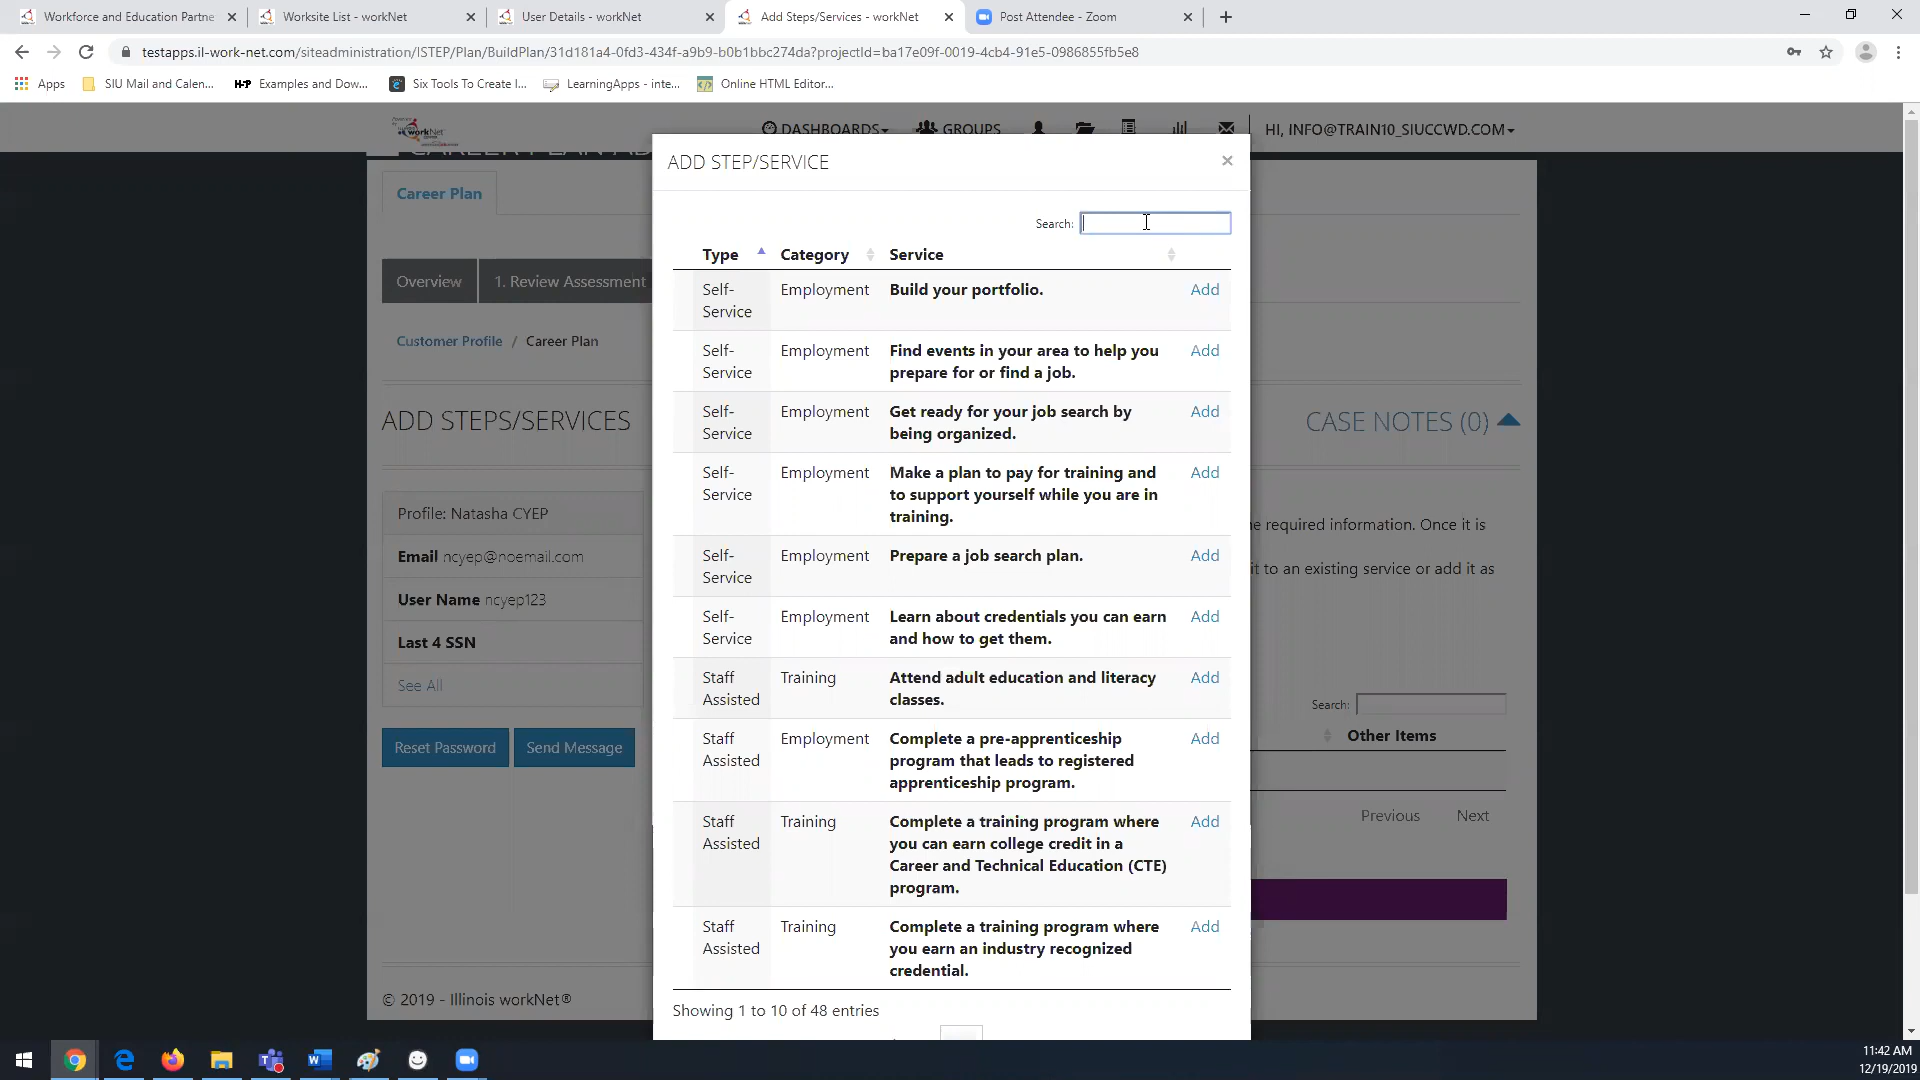 Workforce and Education Partne
Worksite List - workNet
User Details - workNet
Add Steps/Services - workNet
Post Attendee - Zoom
testapps.il-work-net.com/siteadministration/ISTEP/Plan/BuildPlan/31d181a4-0fd3-434f-a9b9-b0b1bbc274da?projectId=ba17e09f-0019-4cb4-91e5-0986855fb5e8
Apps
SIU Mail and Calen...
Examples and Dow...
Six Tools To Create I...
LearningApps - inte...
Online HTML Editor...
workNet
DASHBOARDS
GROUPS
HI, INFO@TRAIN10_SIUCCWD.COM
Career Plan
Overview
1. Review Assessment
Customer Profile / Career Plan
ADD STEPS/SERVICES
CASE NOTES (0)
Profile: Natasha CYEP
Email ncyep@noemail.com
User Name ncyep123
Last 4 SSN
See All
Reset Password
Send Message
e required information. Once it is
it to an existing service or add it as
Search:
Other Items
Previous
Next
© 2019 - Illinois workNet®
ADD STEP/SERVICE
×
Search:
Type Category Service
Self-
Service
Employment
Build your portfolio.
Add
Self-
Service
Employment
Find events in your area to help you
prepare for or find a job.
Add
Self-
Service
Employment
Get ready for your job search by
being organized.
Add
Self-
Service
Employment
Make a plan to pay for training and
to support yourself while you are in
training.
Add
Self-
Service
Employment
Prepare a job search plan.
Add
Self-
Service
Employment
Learn about credentials you can earn
and how to get them.
Add
Staff
Assisted
Training
Attend adult education and literacy
classes.
Add
Staff
Assisted
Employment
Complete a pre-apprenticeship
program that leads to registered
apprenticeship program.
Add
Staff
Assisted
Training
Complete a training program where
you can earn college credit in a
Career and Technical Education (CTE)
program.
Add
Staff
Assisted
Training
Complete a training program where
you earn an industry recognized
credential.
Add
Showing 1 to 10 of 48 entries
11:42 AM
12/19/2019